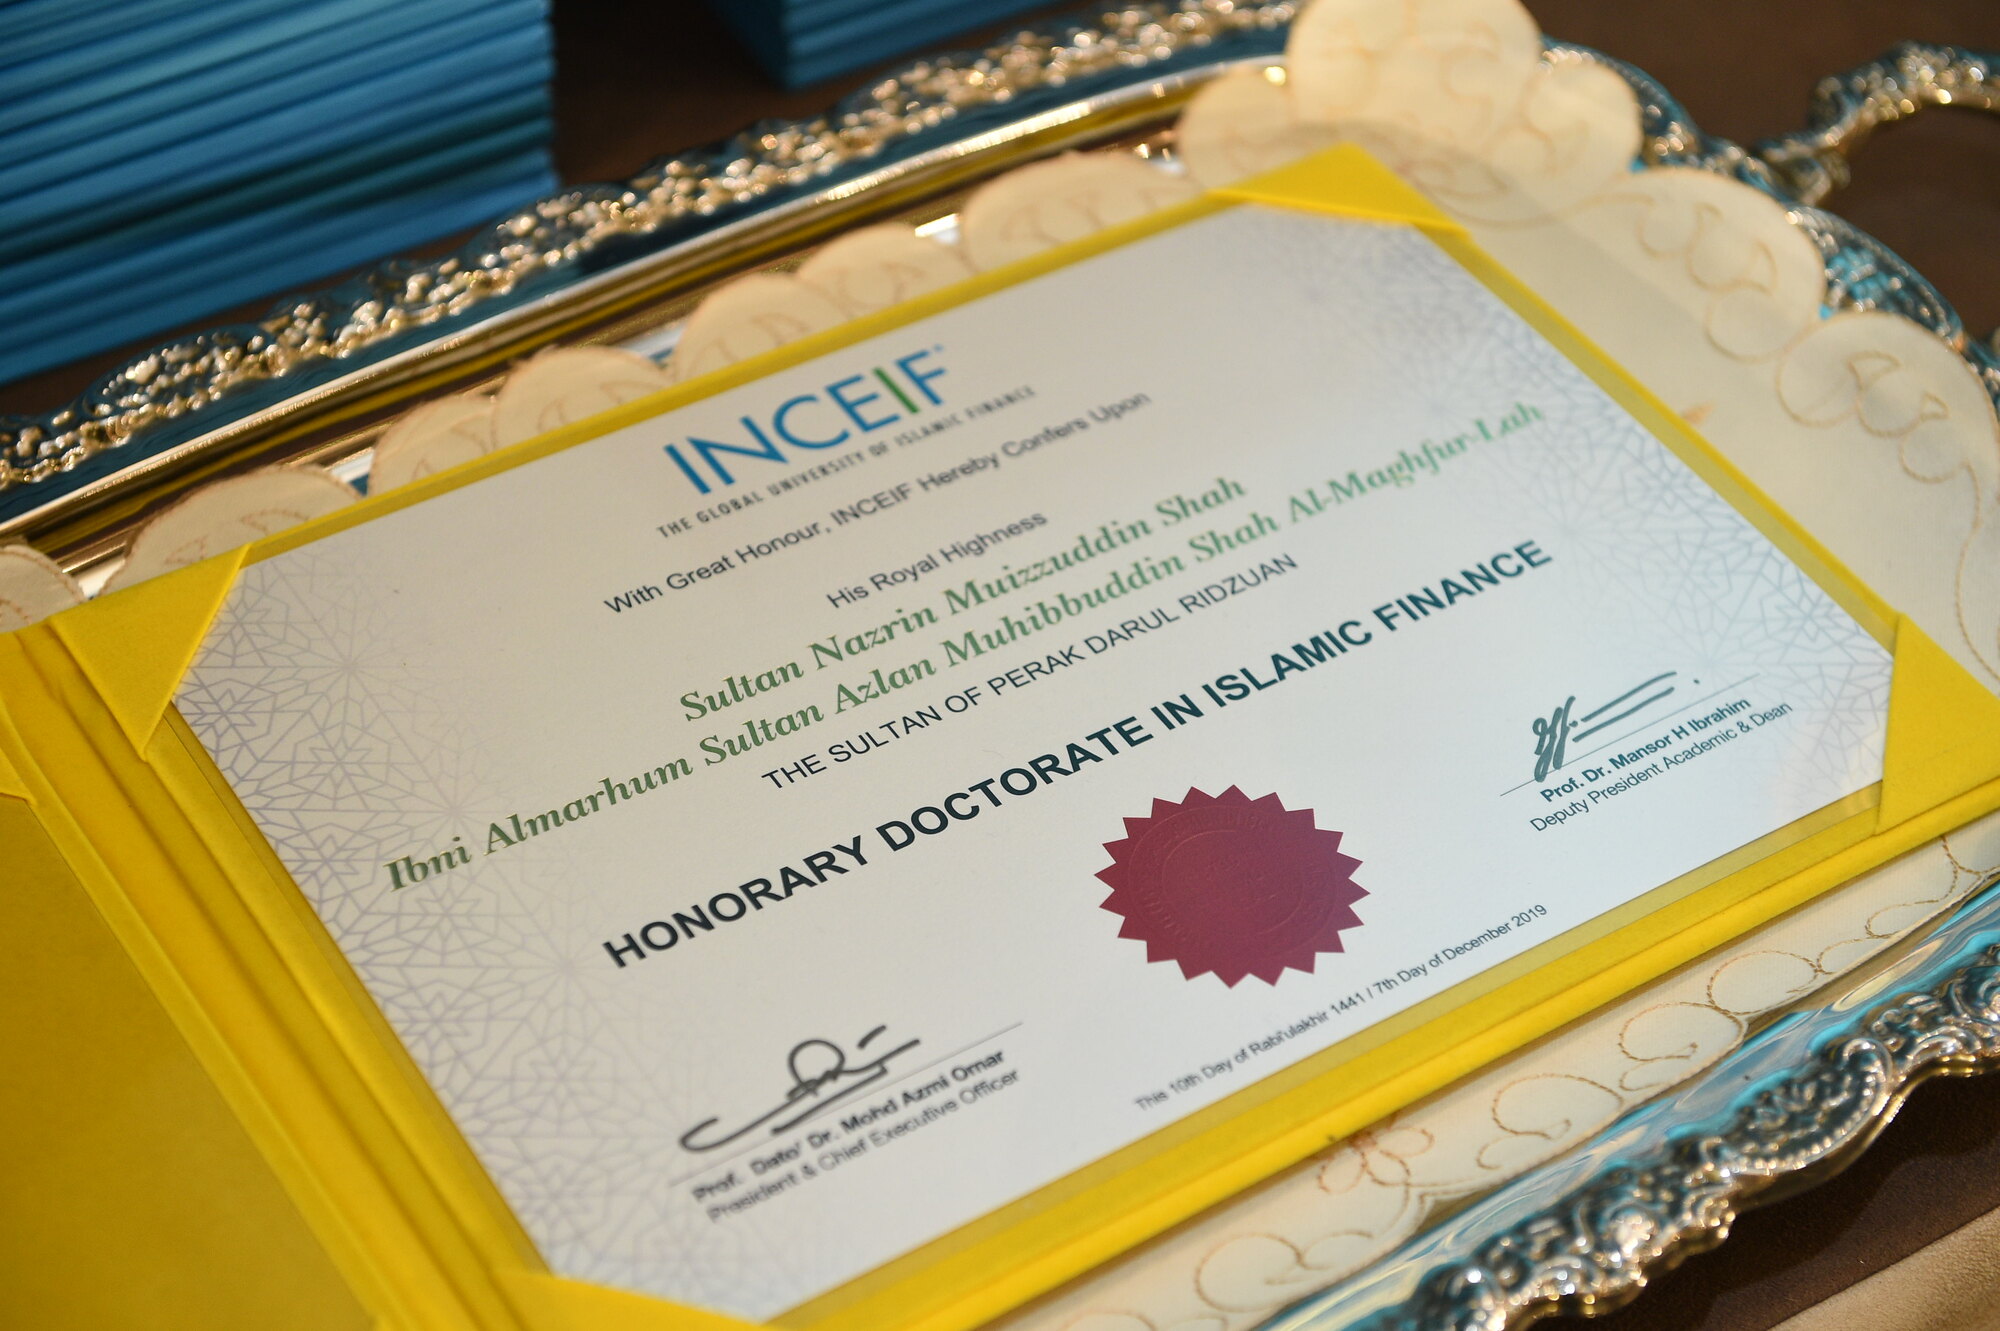 INCEIF
THE GLOBAL UNIVERSITY OF ISLAMIC FINANCE
With Great Honour, INCEIF Hereby Confers Upon
His Royal Highness
Sultan Nazrin Muizzuddin Shah
Ibni Almarhum Sultan Azlan Muhibbuddin Shah Al-Maghfur-Lah
THE SULTAN OF PERAK DARUL RIDZUAN
HONORARY DOCTORATE IN ISLAMIC FINANCE
Prof. Dr. Mansor H Ibrahim
Deputy President Academic & Dean
Prof. Dato' Dr. Mohd Azmi Omar
President & Chief Executive Officer
This 10th Day of Rabi'ulakhir 1441 / 7th Day of December 2019